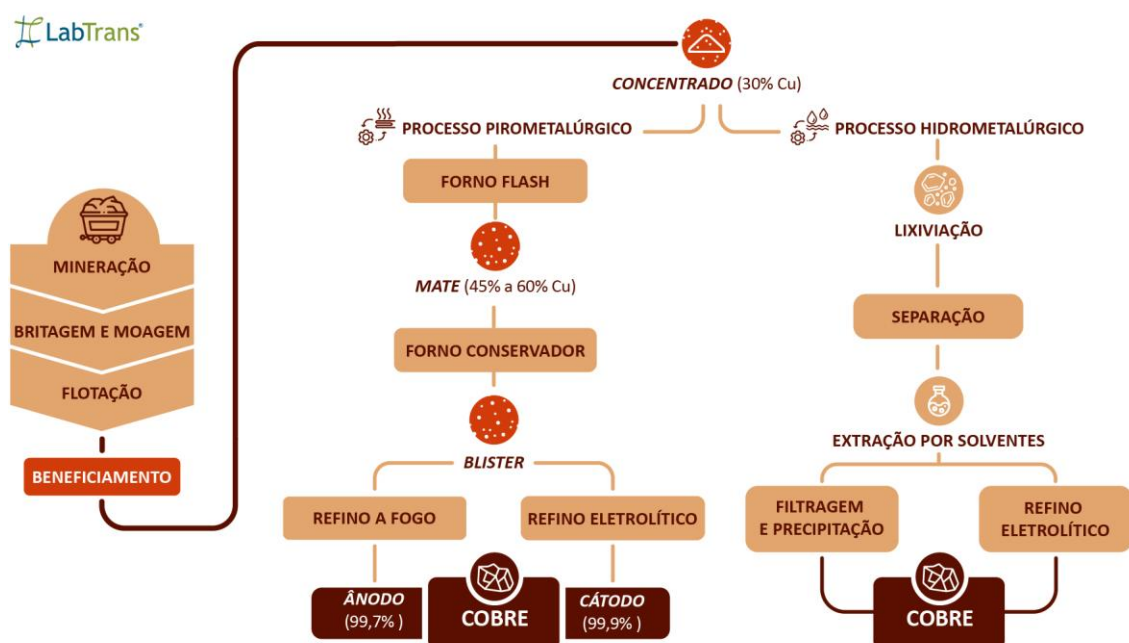 LabTrans®
CONCENTRADO (30% Cu)
PROCESSO PIROMETALÚRGICO
PROCESSO HIDROMETALÚRGICO
MINERAÇÃO
BRITAGEM E MOAGEM
FLOTAÇÃO
BENEFICIAMENTO
FORNO FLASH
MATE (45% a 60% Cu)
FORNO CONSERVADOR
BLISTER
REFINO A FOGO
REFINO ELETROLÍTICO
ÂNODO
(99,7% )
COBRE
CÁTODO
(99,9% )
LIXIVIAÇÃO
SEPARAÇÃO
EXTRAÇÃO POR SOLVENTES
FILTRAGEM
E PRECIPITAÇÃO
REFINO
ELETROLÍTICO
COBRE